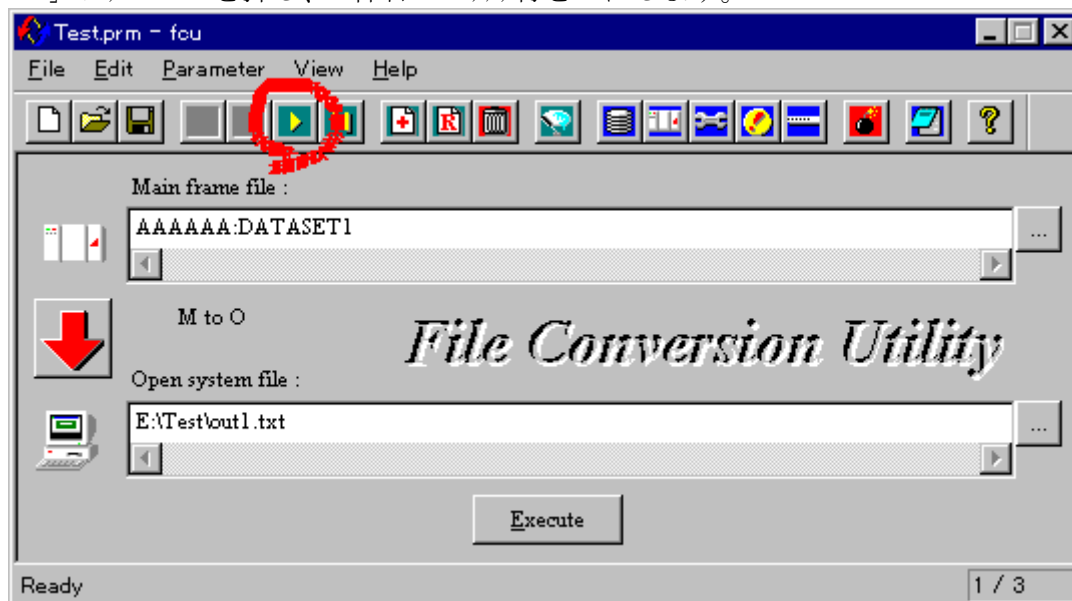 Test.prm - fcu
File Edit Parameter View Help
R
Main frame file :
AAAAAA:DATASET1
...
M to O
File Conversion Utility
Open system file :
E:\Test\out1.txt
...
Execute
Ready
1 / 3